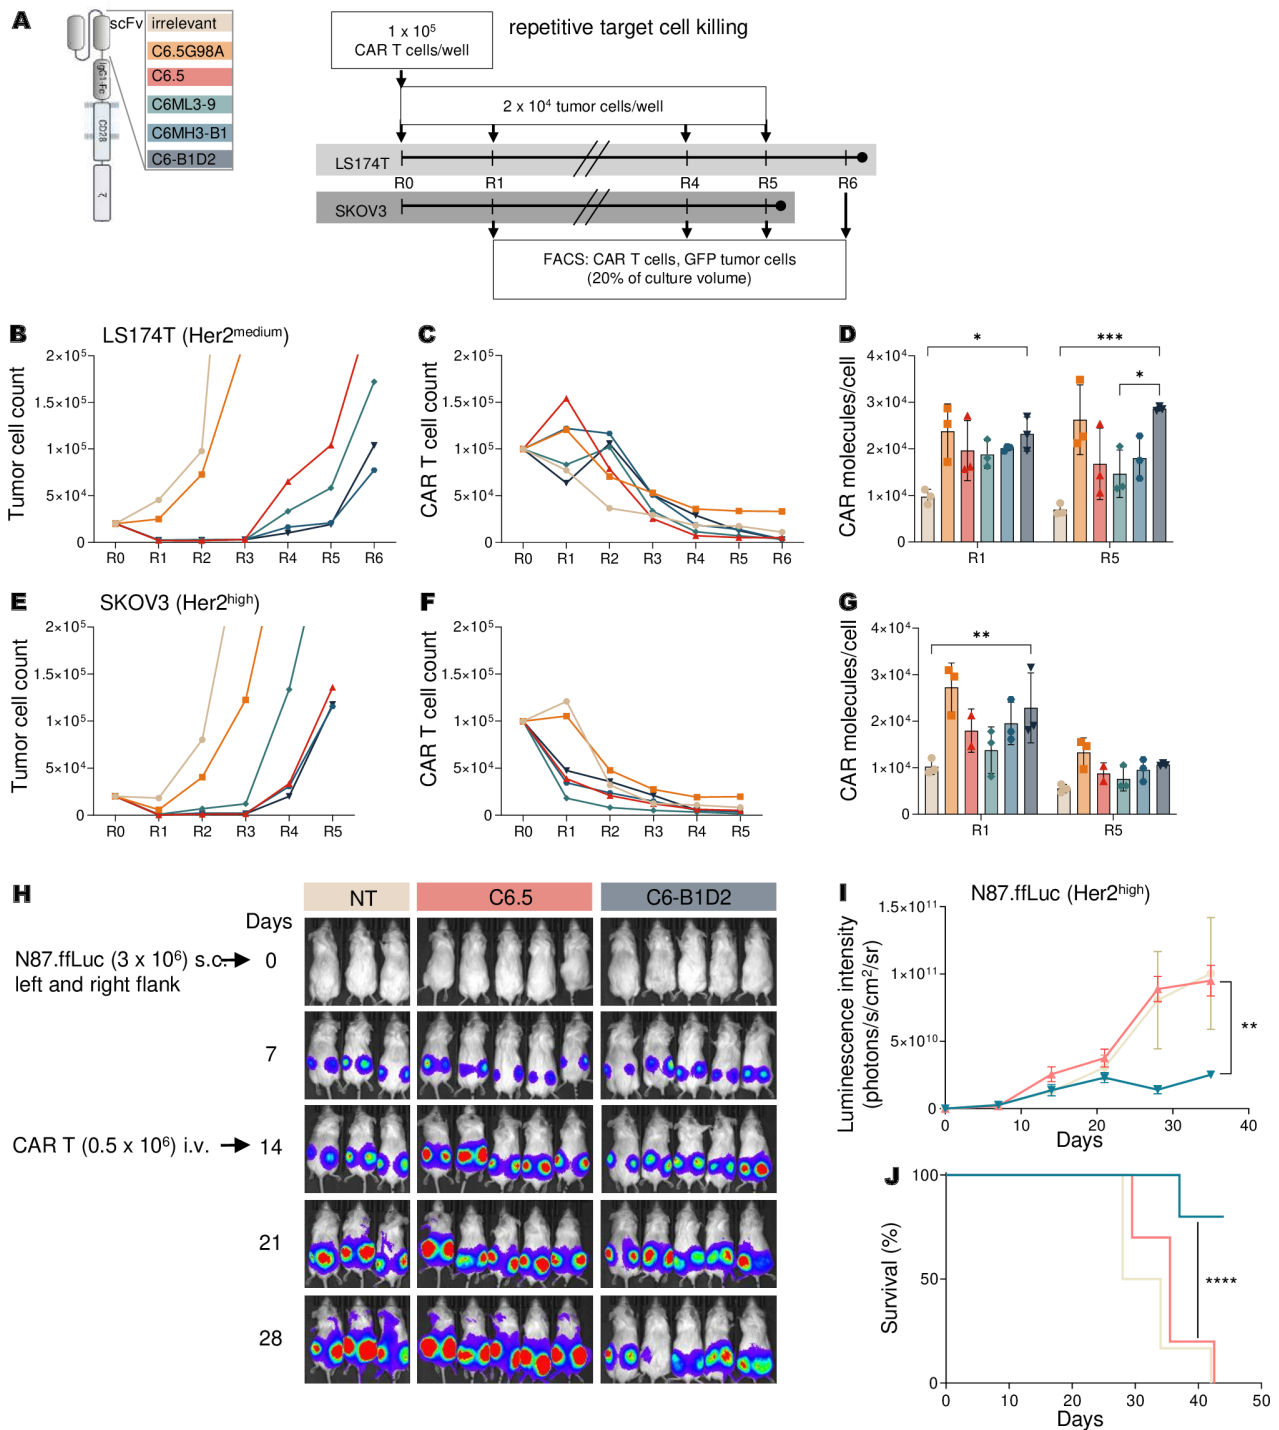 A
scFv
irrelevant
C6.5G98A
C6.5
C6ML3-9
C6MH3-B1
C6-B1D2
IgG1-Fc
CD28
ζ
1 x 10⁵
CAR T cells/well
repetitive target cell killing
2 x 10⁴ tumor cells/well
LS174T
R0 R1 R4 R5 R6
SKOV3
FACS: CAR T cells, GFP tumor cells
(20% of culture volume)
B LS174T (Her2ᵐᵉᵈⁱᵘᵐ)
Tumor cell count
2×10⁵
1.5×10⁵
1×10⁵
5×10⁴
0
R0 R1 R2 R3 R4 R5 R6
C
CAR T cell count
2×10⁵
1.5×10⁵
1×10⁵
5×10⁴
0
R0 R1 R2 R3 R4 R5 R6
D
CAR molecules/cell
4×10⁴
3×10⁴
2×10⁴
1×10⁴
0
* ***
*
R1 R5
E SKOV3 (Her2ʰⁱᵍʰ)
Tumor cell count
2×10⁵
1.5×10⁵
1×10⁵
5×10⁴
0
R0 R1 R2 R3 R4 R5
F
CAR T cell count
2×10⁵
1.5×10⁵
1×10⁵
5×10⁴
0
R0 R1 R2 R3 R4 R5
G
CAR molecules/cell
4×10⁴
3×10⁴
2×10⁴
1×10⁴
0
**
R1 R5
H
NT C6.5 C6-B1D2
Days
N87.ffLuc (3 x 10⁶) s.c. 0
left and right flank
7
CAR T (0.5 x 10⁶) i.v. 14
21
28
I N87.ffLuc (Her2ʰⁱᵍʰ)
Luminescence intensity
(photons/s/cm²/sr)
1.5×10¹¹
1×10¹¹
5×10¹⁰
0
**
0 10 20 30 40
Days
J
Survival (%)
100
50
0
****
0 10 20 30 40 50
Days